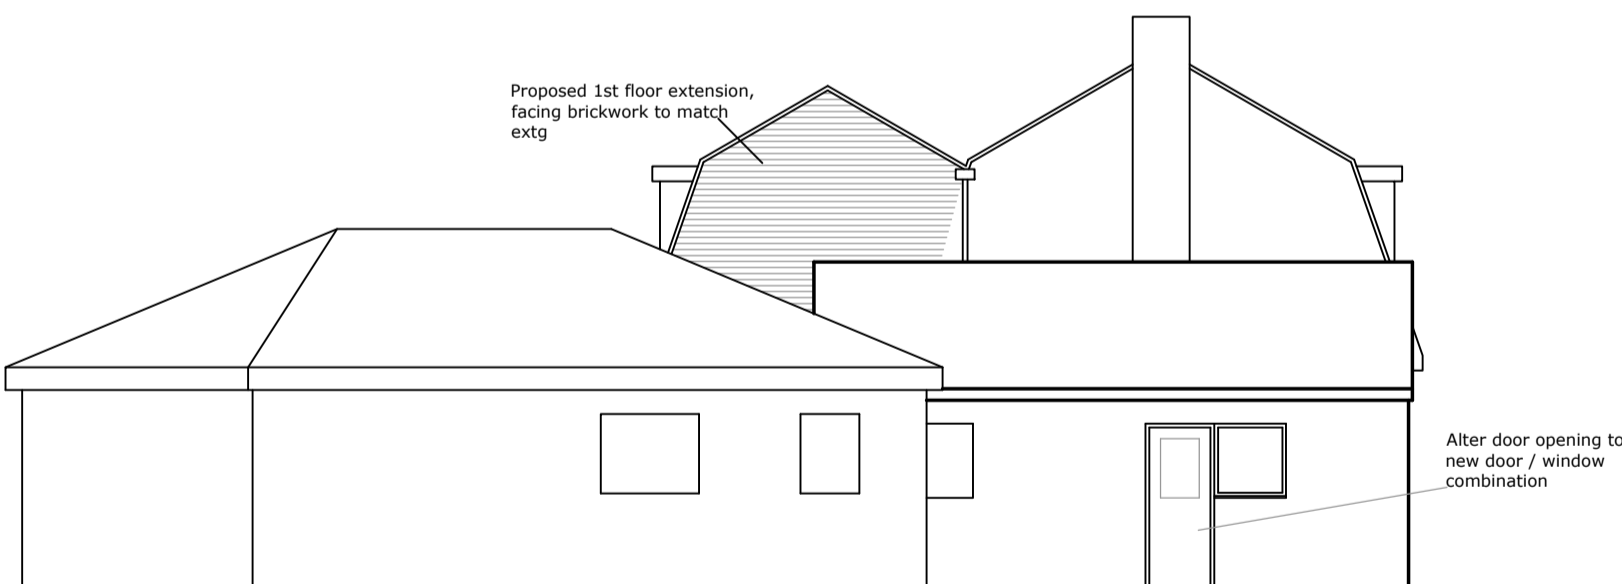 Proposed 1st floor extension,
facing brickwork to match
extg
Alter door opening to
new door / window
combination